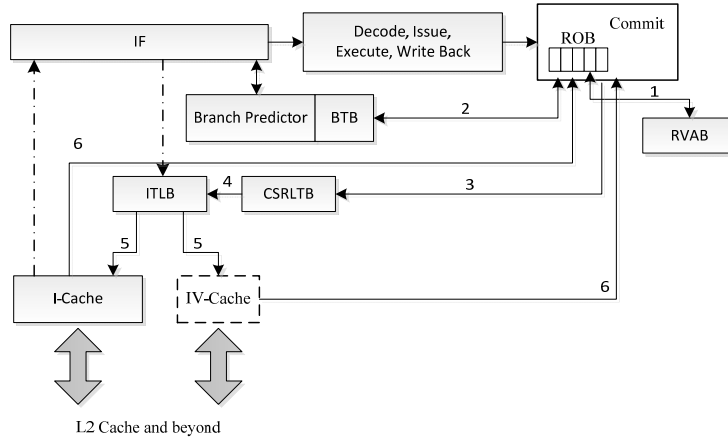 IF
Decode, Issue,
Execute, Write Back
Commit
ROB
Branch Predictor
BTB
2
1
RVAB
6
ITLB
4
CSRLTB
3
5
5
I-Cache
IV-Cache
6
L2 Cache and beyond